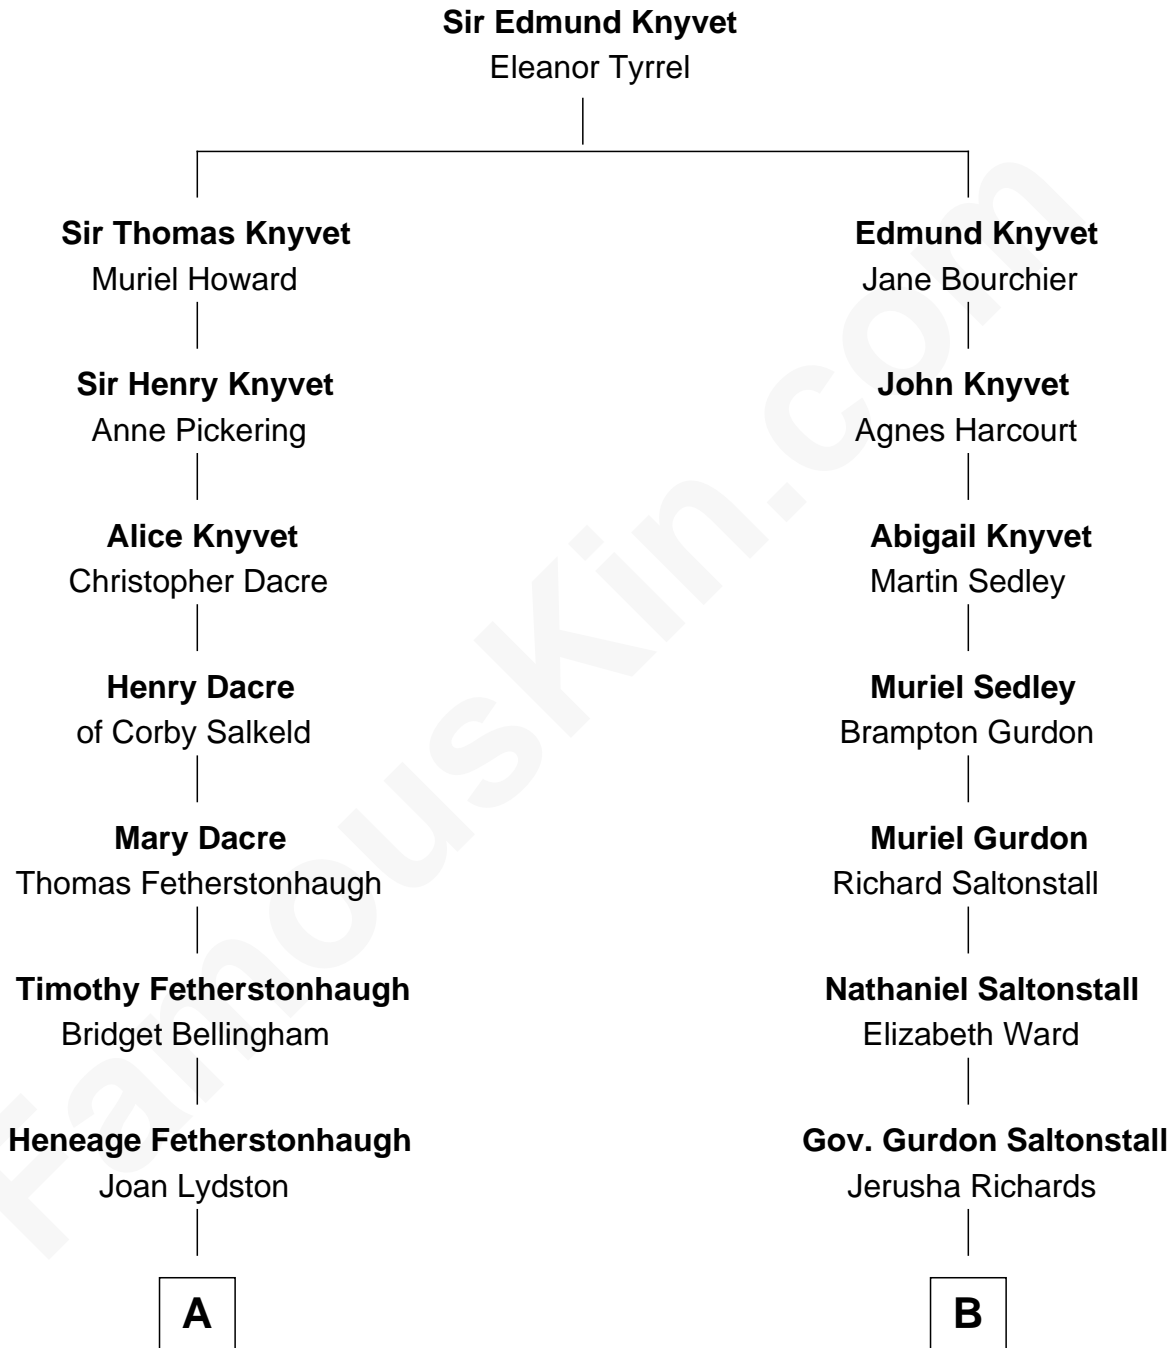 Sir Edmund Knyvet
Eleanor Tyrrel
Sir Thomas Knyvet
Muriel Howard
Edmund Knyvet
Jane Bourchier
Sir Henry Knyvet
Anne Pickering
John Knyvet
Agnes Harcourt
Alice Knyvet
Christopher Dacre
Abigail Knyvet
Martin Sedley
Henry Dacre
of Corby Salkeld
Muriel Sedley
Brampton Gurdon
Mary Dacre
Thomas Fetherstonhaugh
Muriel Gurdon
Richard Saltonstall
Timothy Fetherstonhaugh
Bridget Bellingham
Nathaniel Saltonstall
Elizabeth Ward
Heneage Fetherstonhaugh
Joan Lydston
Gov. Gurdon Saltonstall
Jerusha Richards
A
B
FamousKin.com